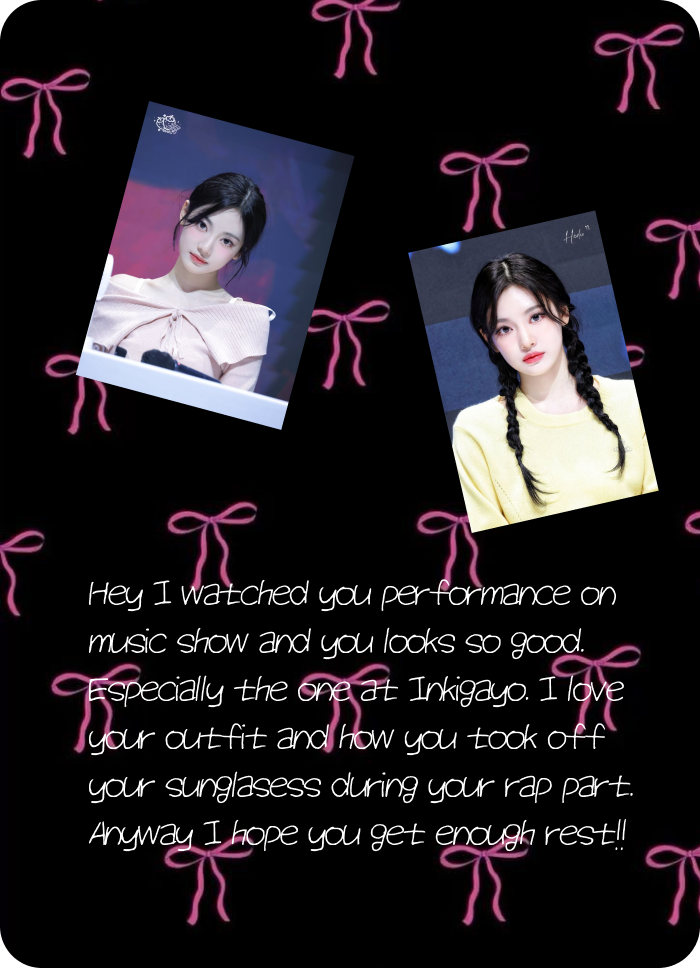 Hey I watched you performance on
music show and you looks so good.
Especially the one at Inkigayo. I love
your outfit and how you took off
your sunglasess during your rap part.
Anyway I hope you get enough rest!!